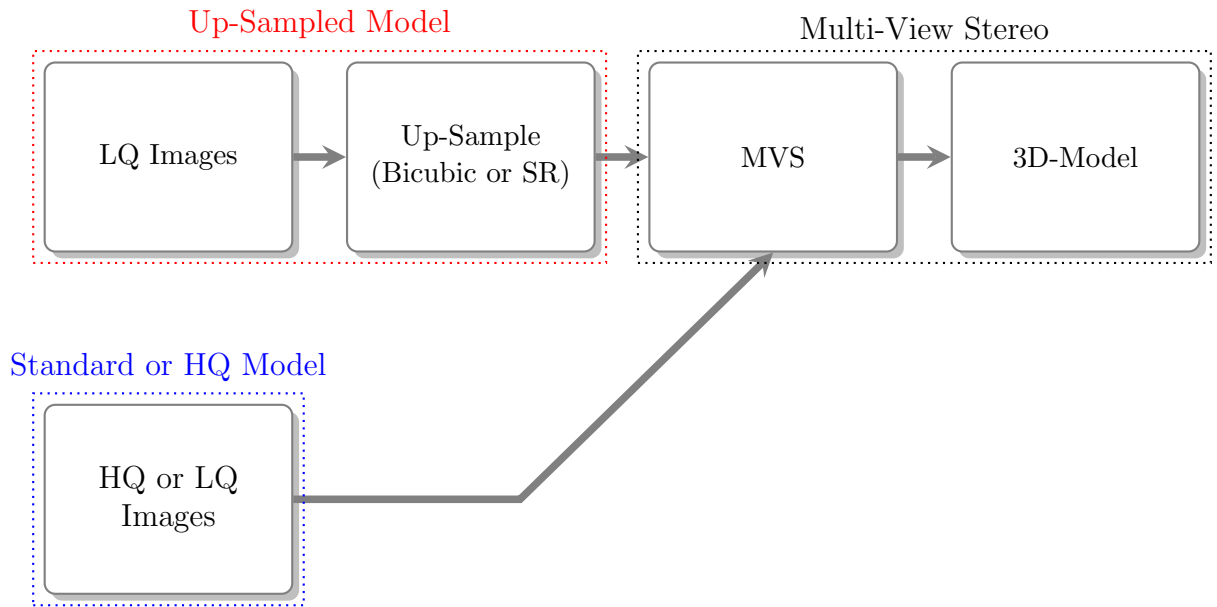 Up-Sampled Model
Multi-View Stereo
LQ Images
Up-Sample
(Bicubic or SR)
MVS
3D-Model
Standard or HQ Model
HQ or LQ
Images